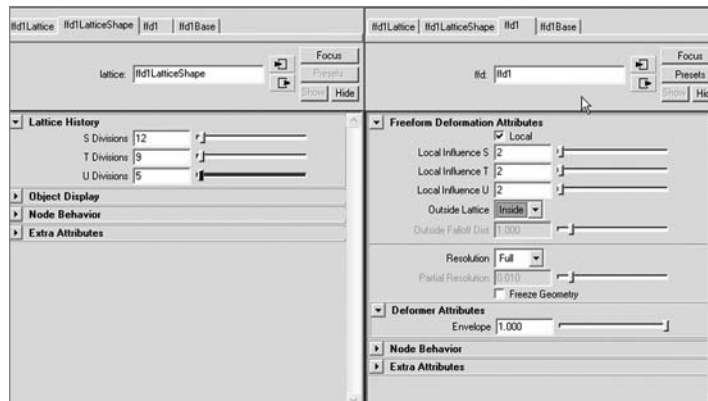 ffd1Lattice ffd1LatticeShape ffd1 ffd1Base
lattice: ffd1LatticeShape
Focus
Presets
Show Hide
Lattice History
S Divisions 12
T Divisions 9
U Divisions 5
Object Display
Node Behavior
Extra Attributes
ffd1Lattice ffd1LatticeShape ffd1 ffd1Base
ffd: ffd1
Focus
Presets
Show Hid
Freeform Deformation Attributes
Local
Local Influence S 2
Local Influence T 2
Local Influence U 2
Outside Lattice Inside
Outside Falloff Dist 1.000
Resolution Full
Partial Resolution 0.010
Freeze Geometry
Deformer Attributes
Envelope 1.000
Node Behavior
Extra Attributes